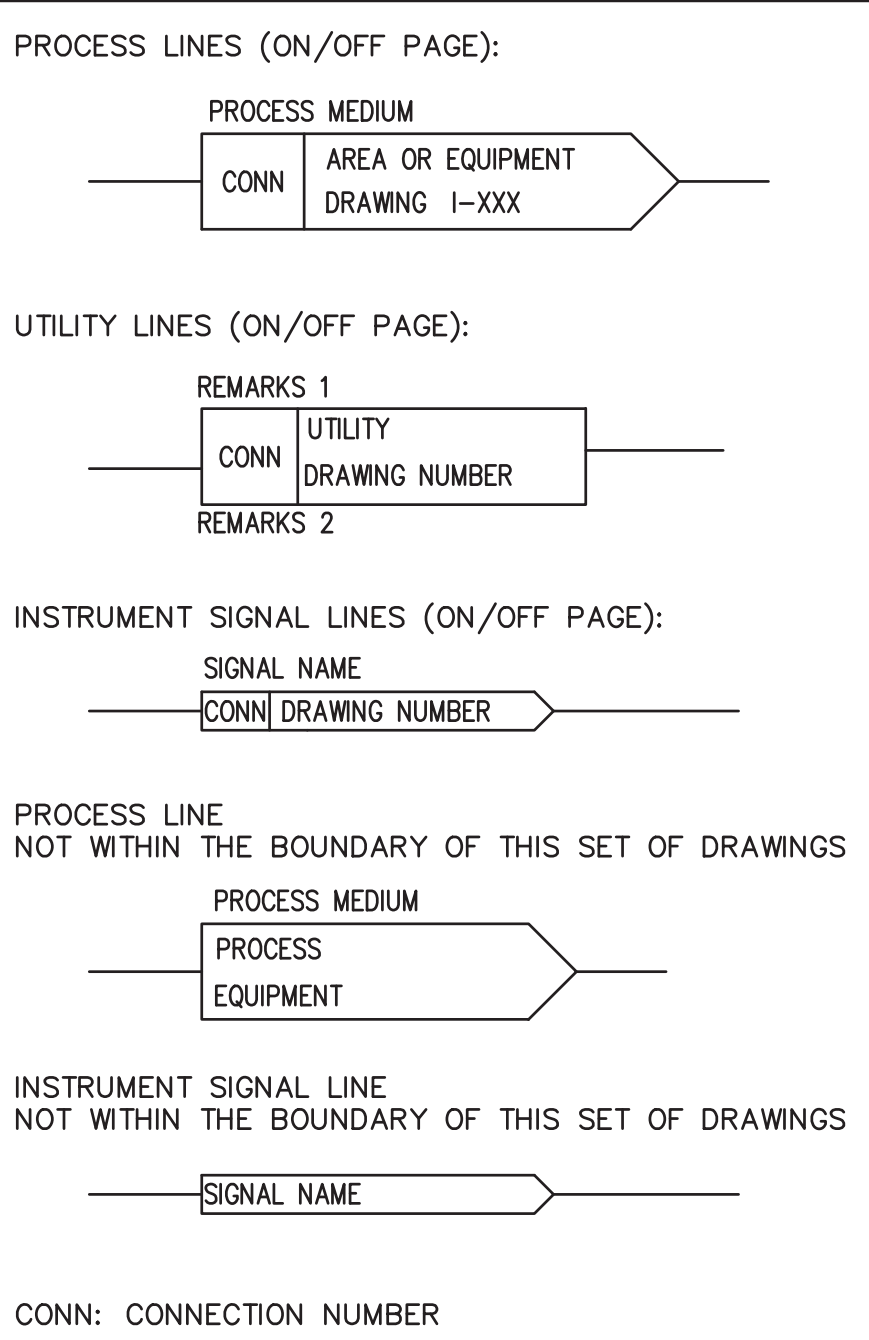 PROCESS LINES (ON/OFF PAGE):
PROCESS MEDIUM
CONN
AREA OR EQUIPMENT
DRAWING I-XXX
UTILITY LINES (ON/OFF PAGE):
REMARKS 1
CONN
UTILITY
DRAWING NUMBER
REMARKS 2
INSTRUMENT SIGNAL LINES (ON/OFF PAGE):
SIGNAL NAME
CONN DRAWING NUMBER
PROCESS LINE
NOT WITHIN THE BOUNDARY OF THIS SET OF DRAWINGS
PROCESS MEDIUM
PROCESS
EQUIPMENT
INSTRUMENT SIGNAL LINE
NOT WITHIN THE BOUNDARY OF THIS SET OF DRAWINGS
SIGNAL NAME
CONN: CONNECTION NUMBER